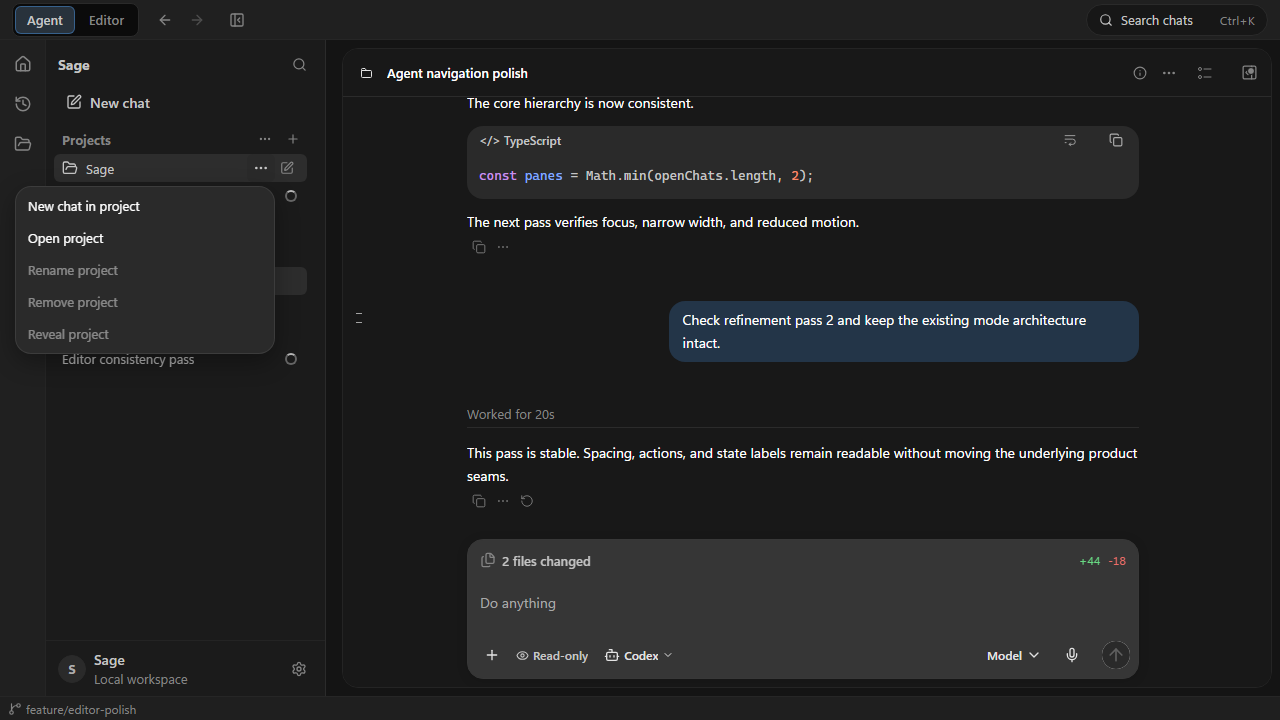 Agent
Editor
Search chats
Ctrl+K
Sage
New chat
Projects
Sage
New chat in project
Open project
Rename project
Remove project
Reveal project
Editor consistency pass
Sage
Local workspace
S
feature/editor-polish
Agent navigation polish
The core hierarchy is now consistent.
</> TypeScript
const panes = Math.min(openChats.length, 2);
The next pass verifies focus, narrow width, and reduced motion.
Check refinement pass 2 and keep the existing mode architecture
intact.
Worked for 20s
This pass is stable. Spacing, actions, and state labels remain readable without moving the underlying product
seams.
2 files changed
+44 -18
Do anything
Read-only
Codex
Model